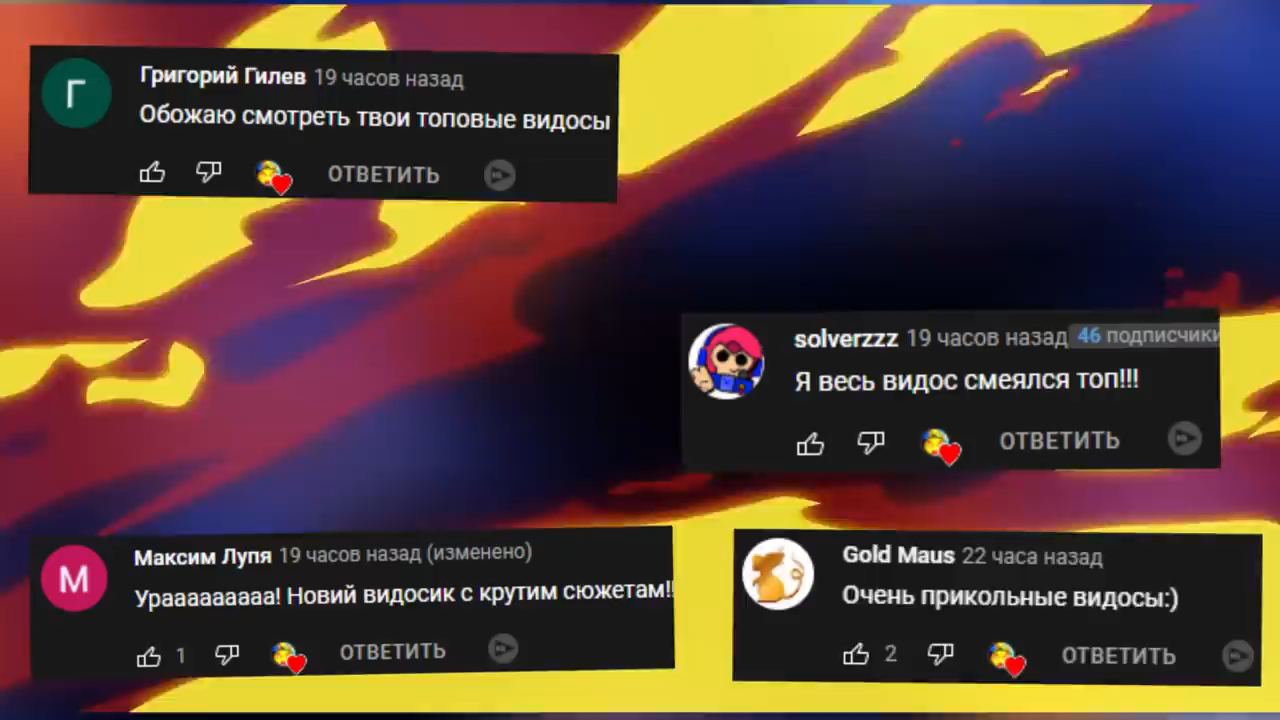 Г
Григорий Гилев 19 часов назад
Обожаю смотреть твои топовые видосы
ОТВЕТИТЬ
solverzzz 19 часов назад 46 подписчики
Я весь видос смеялся топ!!!
ОТВЕТИТЬ
М
Максим Лупя 19 часов назад (изменено)
Урааааааааа! Новий видосик с крутим сюжетам!!
1 ОТВЕТИТЬ
Gold Maus 22 часа назад
Очень прикольные видосы:)
2 ОТВЕТИТЬ